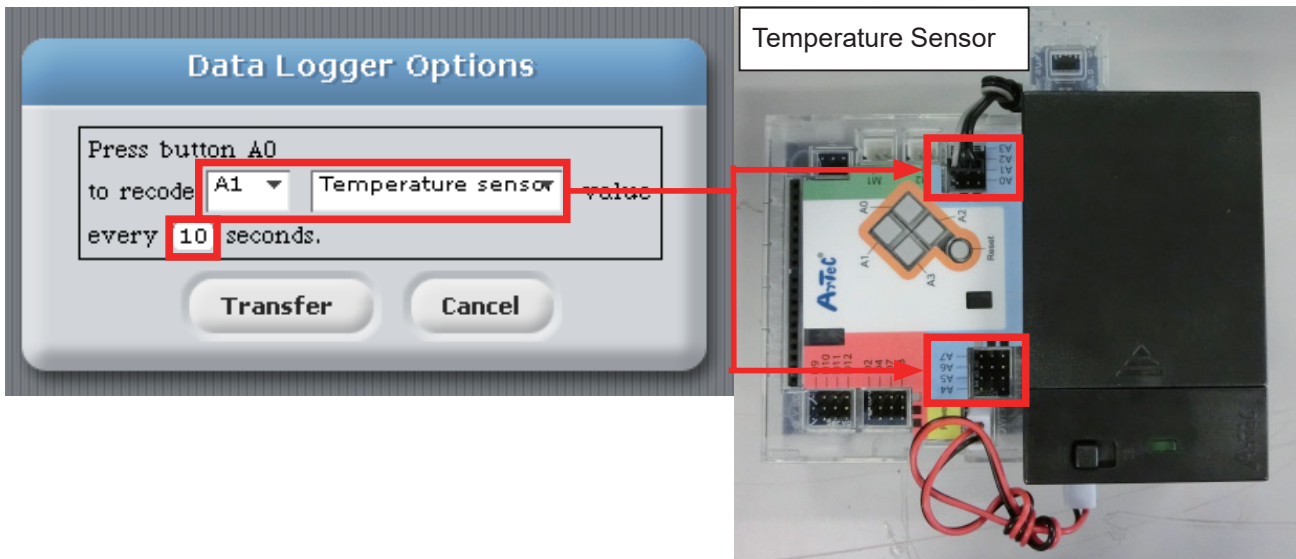 Data Logger Options
Press button A0
to recode A1 Temperature sensor value
every 10 seconds.
Transfer
Cancel
Temperature Sensor
A3
A2
A1
A0
M1
A0
A2
A1
A3
Reset
ArTeC
A7
A6
A5
A4